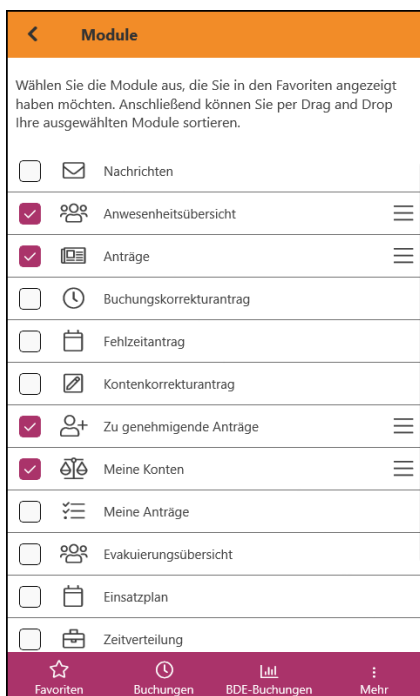 Module
Wählen Sie die Module aus, die Sie in den Favoriten angezeigt
haben möchten. Anschließend können Sie per Drag and Drop
Ihre ausgewählten Module sortieren.
Nachrichten
Anwesenheitsübersicht
Anträge
Buchungskorrekturantrag
Fehlzeitantrag
Kontenkorrekturantrag
Zu genehmigende Anträge
Meine Konten
Meine Anträge
Evakuierungsübersicht
Einsatzplan
Zeitverteilung
Favoriten Buchungen BDE-Buchungen Mehr